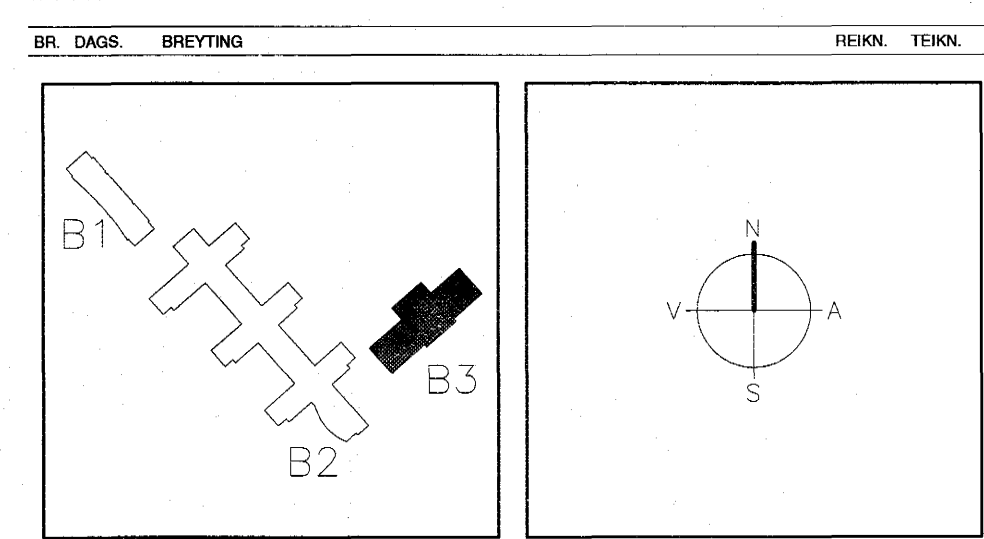 BR. DAGS. BREYTING REIKN. TEIKN.
B1
B2
B3
N
V A
S